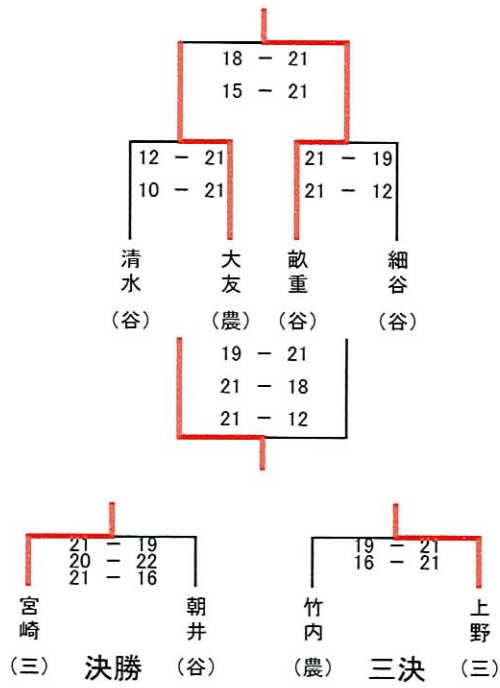 18 − 21
15 − 21
12 − 21 21 − 19
10 − 21 21 − 12
清水 大友 畝重 細谷
(谷) (農) (谷) (谷)
19 − 21
21 − 18
21 − 12
21 − 19 19 − 21
20 − 22 16 − 21
21 − 16
宮崎 朝井 竹内 上野
(三) 決勝 (谷) (農) 三決 (三)